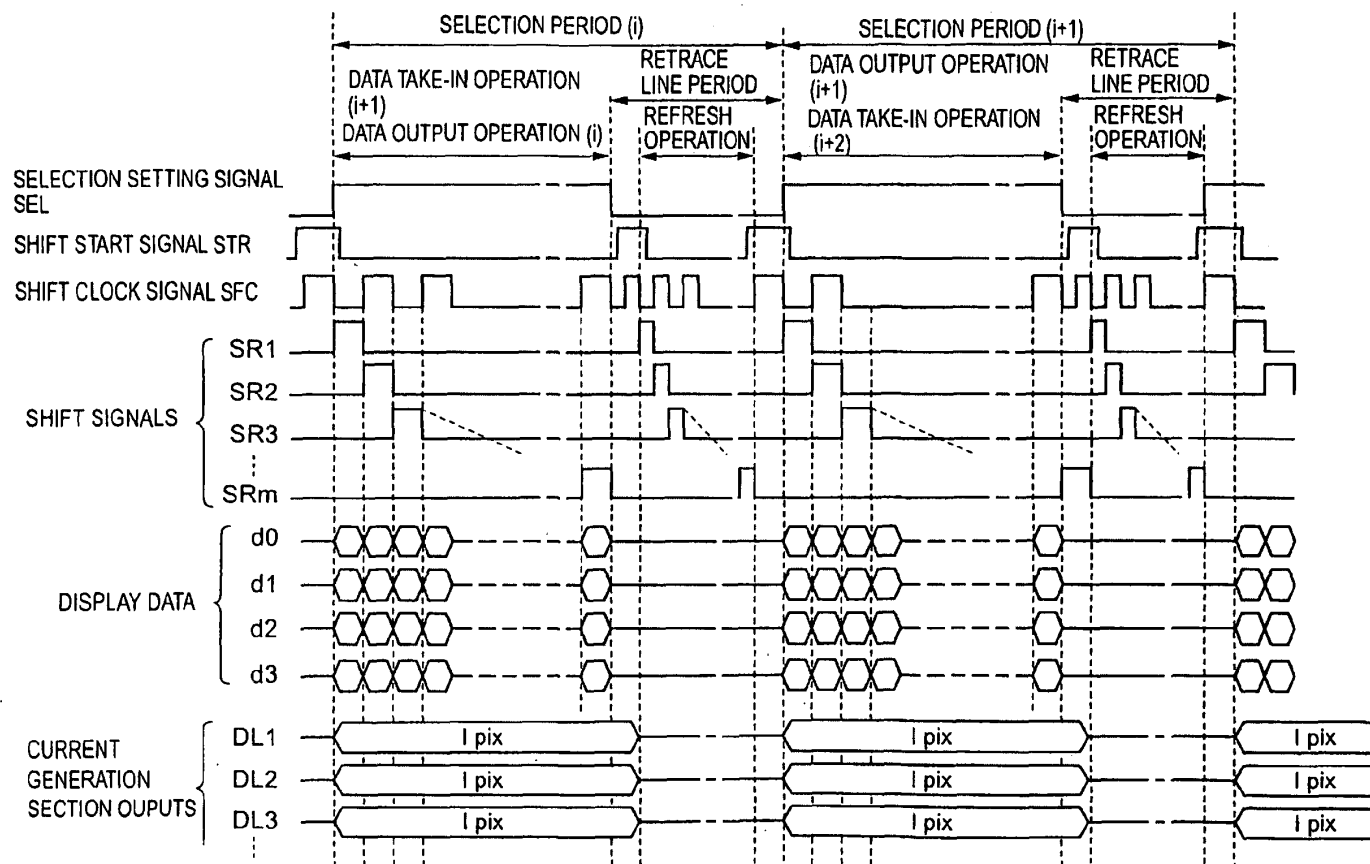 SELECTION PERIOD (i)
SELECTION PERIOD (i+1)
DATA TAKE-IN OPERATION
(i+1)
DATA OUTPUT OPERATION (i)
RETRACE
LINE PERIOD
REFRESH
OPERATION
DATA OUTPUT OPERATION
(i+1)
DATA TAKE-IN OPERATION
(i+2)
RETRACE
LINE PERIOD
REFRESH
OPERATION
SELECTION SETTING SIGNAL
SEL
SHIFT START SIGNAL STR
SHIFT CLOCK SIGNAL SFC
SHIFT SIGNALS
SR1
SR2
SR3
SRm
DISPLAY DATA
d0
d1
d2
d3
CURRENT
GENERATION
SECTION OUPUTS
DL1 I pix I pix I pix
DL2 I pix I pix I pix
DL3 I pix I pix I pix